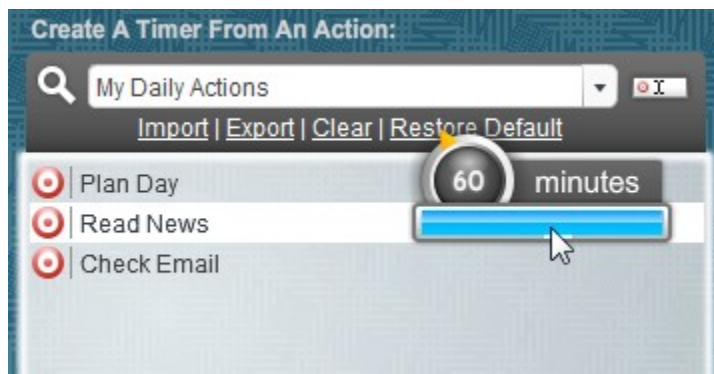 Create A Timer From An Action:
My Daily Actions
Import | Export | Clear | Restore Default
Plan Day
60 minutes
Read News
Check Email